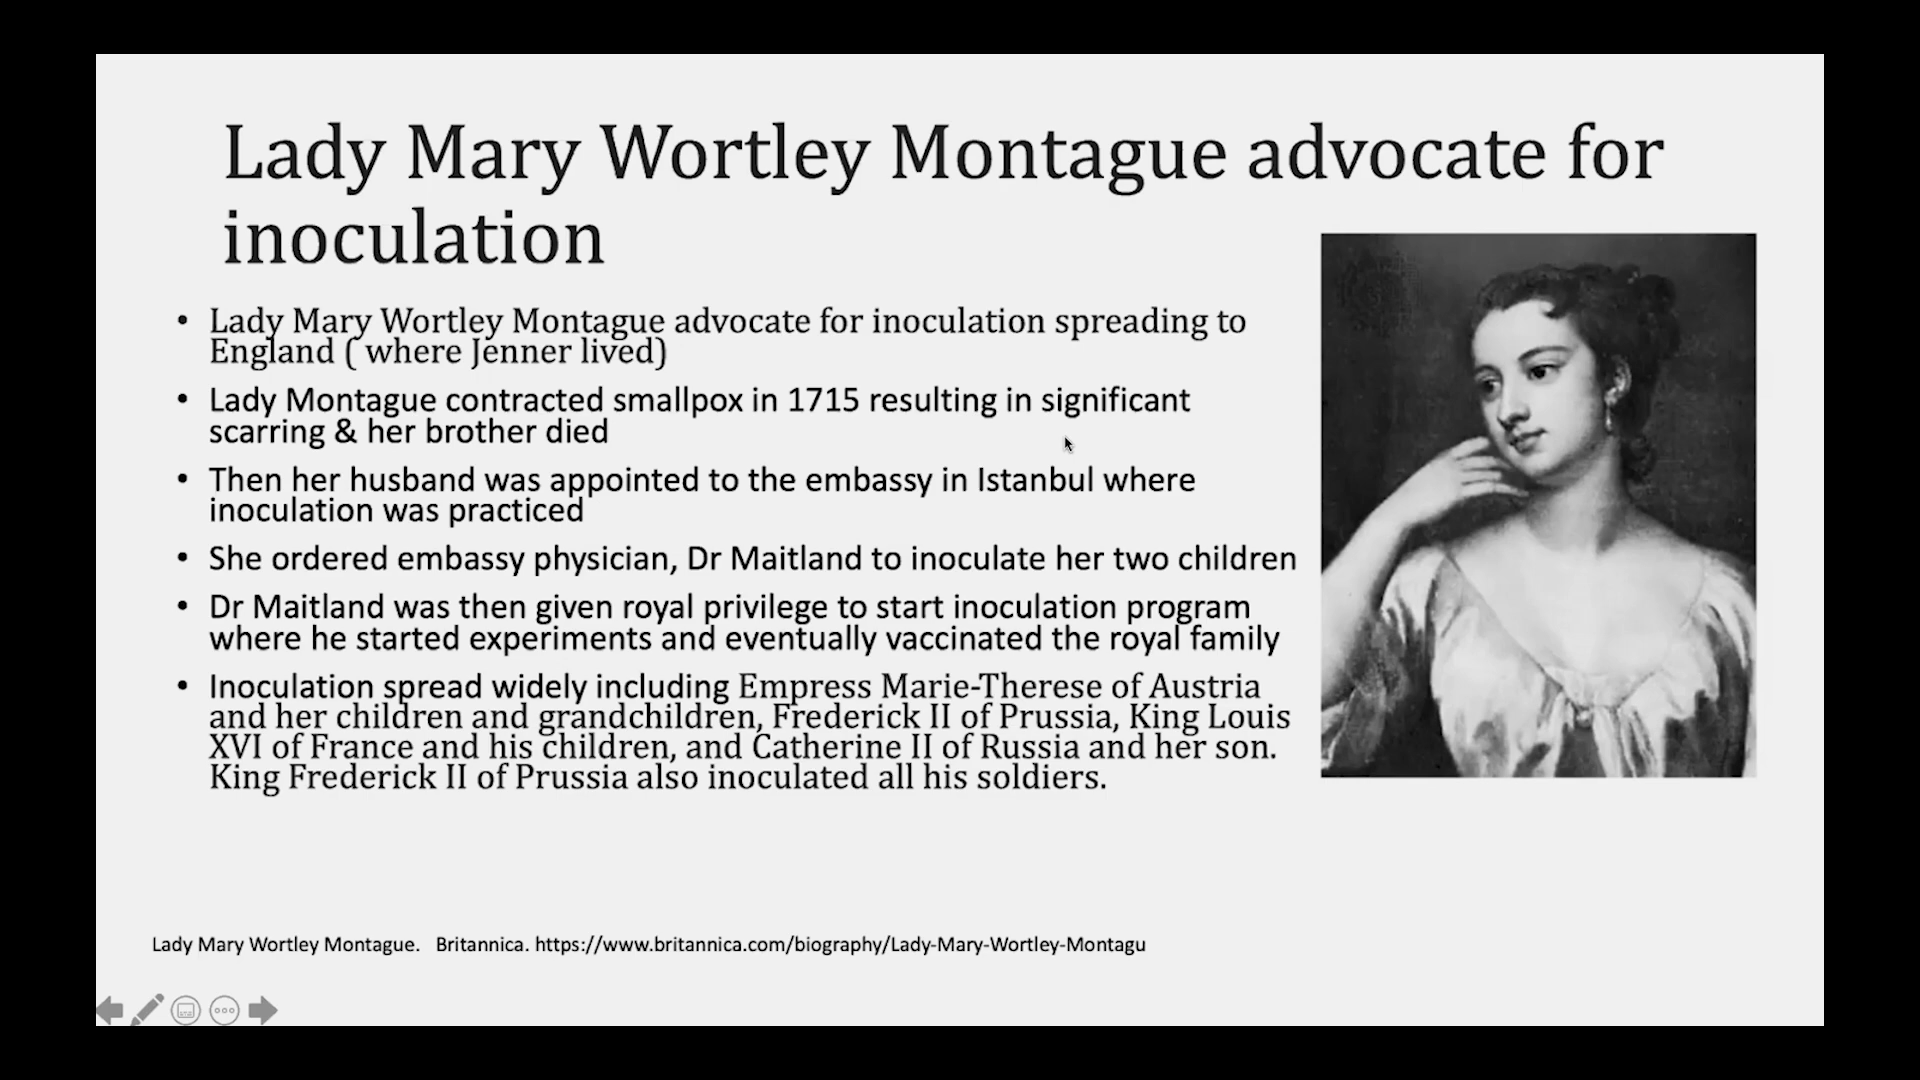 Lady Mary Wortley Montague advocate for
inoculation
• Lady Mary Wortley Montague advocate for inoculation spreading to
England ( where Jenner lived)
• Lady Montague contracted smallpox in 1715 resulting in significant
scarring & her brother died
• Then her husband was appointed to the embassy in Istanbul where
inoculation was practiced
• She ordered embassy physician, Dr Maitland to inoculate her two children
• Dr Maitland was then given royal privilege to start inoculation program
where he started experiments and eventually vaccinated the royal family
• Inoculation spread widely including Empress Marie-Therese of Austria
and her children and grandchildren, Frederick II of Prussia, King Louis
XVI of France and his children, and Catherine II of Russia and her son.
King Frederick II of Prussia also inoculated all his soldiers.
Lady Mary Wortley Montague. Britannica. https://www.britannica.com/biography/Lady-Mary-Wortley-Montagu